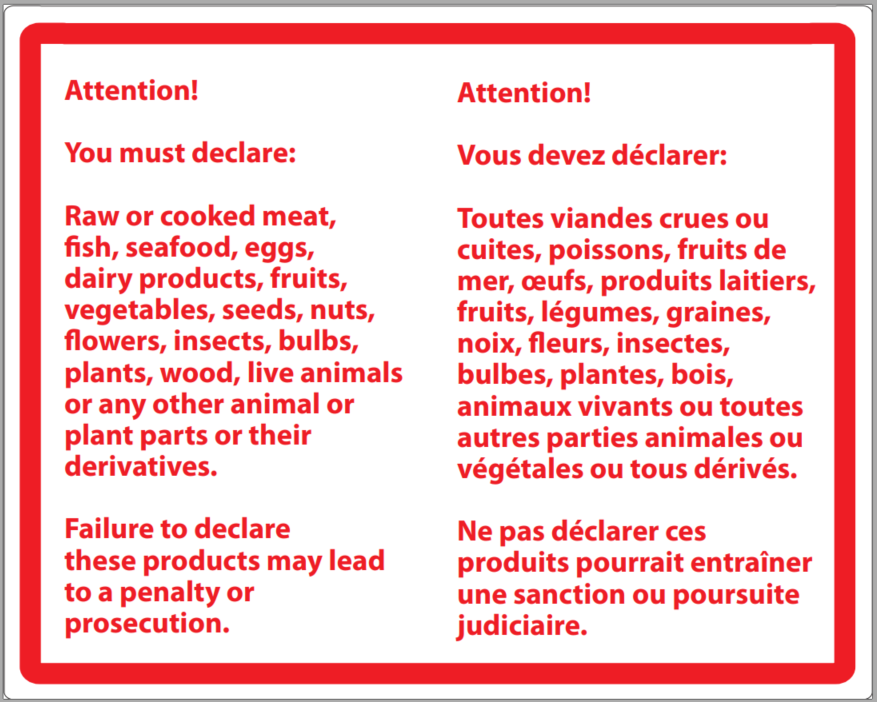 Attention!
You must declare:
Raw or cooked meat,
fish, seafood, eggs,
dairy products, fruits,
vegetables, seeds, nuts,
flowers, insects, bulbs,
plants, wood, live animals
or any other animal or
plant parts or their
derivatives.
Failure to declare
these products may lead
to a penalty or
prosecution.
Attention!
Vous devez déclarer:
Toutes viandes crues ou
cuites, poissons, fruits de
mer, œufs, produits laitiers,
fruits, légumes, graines,
noix, fleurs, insectes,
bulbes, plantes, bois,
animaux vivants ou toutes
autres parties animales ou
végétales ou tous dérivés.
Ne pas déclarer ces
produits pourrait entraîner
une sanction ou poursuite
judiciaire.